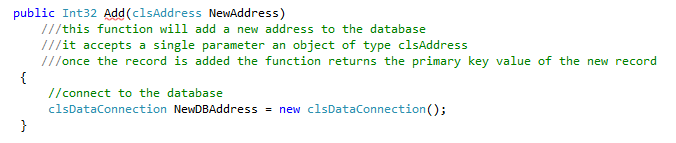 public Int32 Add(clsAddress NewAddress)
///this function will add a new address to the database
///it accepts a single parameter an object of type clsAddress
///once the record is added the function returns the primary key value of the new record
{
//connect to the database
clsDataConnection NewDBAddress = new clsDataConnection();
}